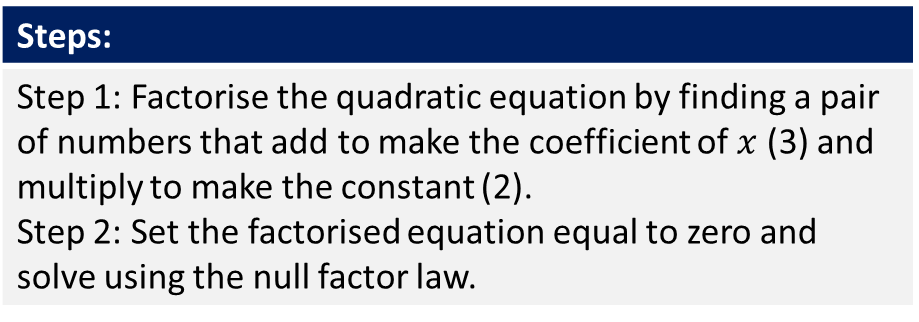 Steps:
Step 1: Factorise the quadratic equation by finding a pair
of numbers that add to make the coefficient of x (3) and
multiply to make the constant (2).
Step 2: Set the factorised equation equal to zero and
solve using the null factor law.